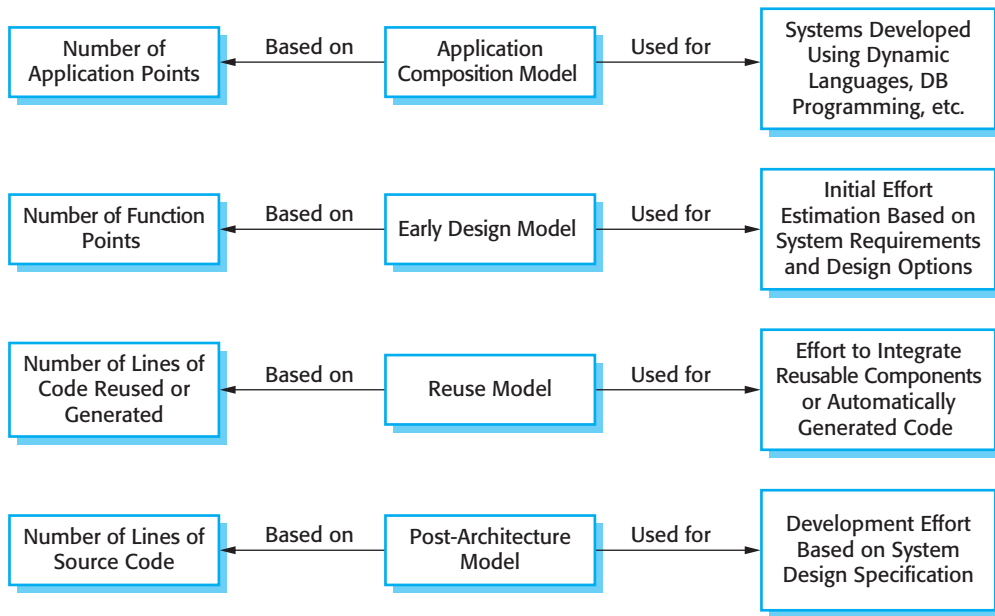 Number of
Application Points
Based on
Application
Composition Model
Used for
Systems Developed
Using Dynamic
Languages, DB
Programming, etc.
Number of Function
Points
Based on
Early Design Model
Used for
Initial Effort
Estimation Based on
System Requirements
and Design Options
Number of Lines of
Code Reused or
Generated
Based on
Reuse Model
Used for
Effort to Integrate
Reusable Components
or Automatically
Generated Code
Number of Lines of
Source Code
Based on
Post-Architecture
Model
Used for
Development Effort
Based on System
Design Specification